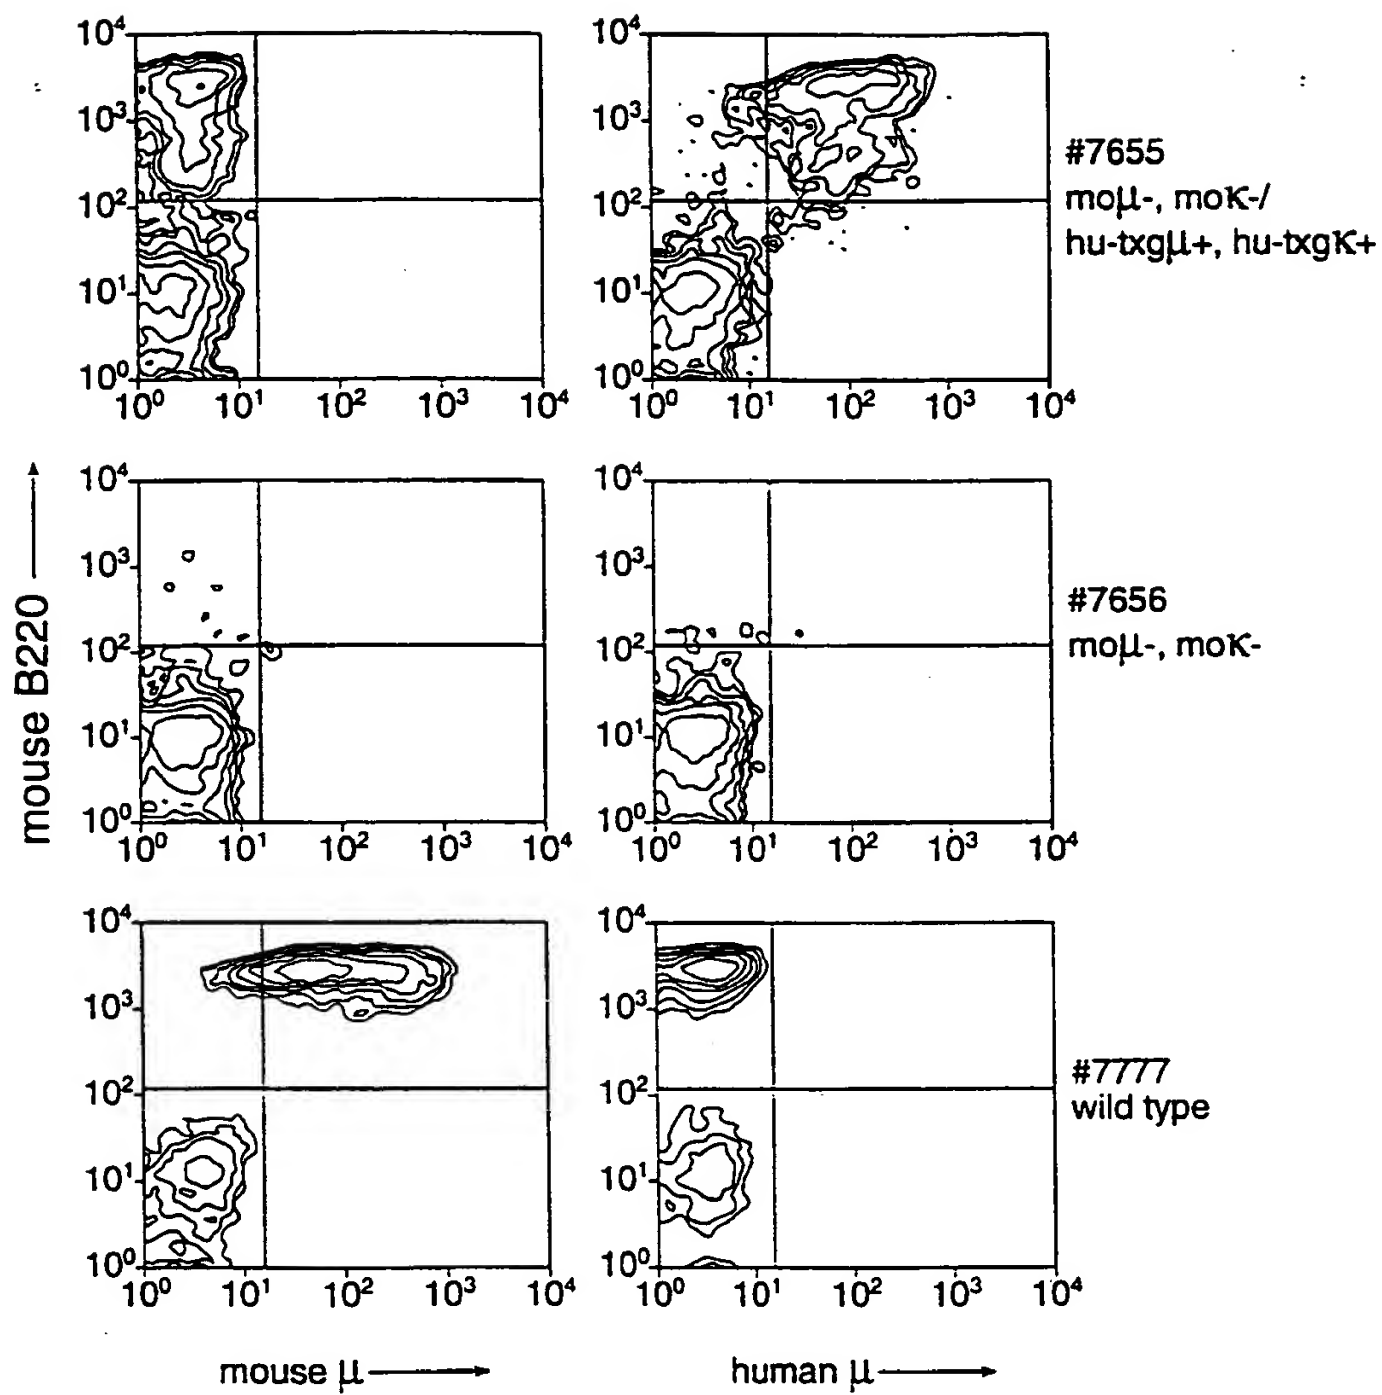 10⁴
10³
10²
10¹
10⁰
10⁰ 10¹ 10² 10³ 10⁴
10⁴
10³
10²
10¹
10⁰
10⁰ 10¹ 10² 10³ 10⁴
#7655
moμ-, moκ-/
hu-txgμ+, hu-txgκ+
10⁴
10³
10²
10¹
10⁰
10⁰ 10¹ 10² 10³ 10⁴
10⁴
10³
10²
10¹
10⁰
10⁰ 10¹ 10² 10³ 10⁴
#7656
moμ-, moκ-
mouse B220
10⁴
10³
10²
10¹
10⁰
10⁰ 10¹ 10² 10³ 10⁴
10⁴
10³
10²
10¹
10⁰
10⁰ 10¹ 10² 10³ 10⁴
#7777
wild type
mouse μ
human μ